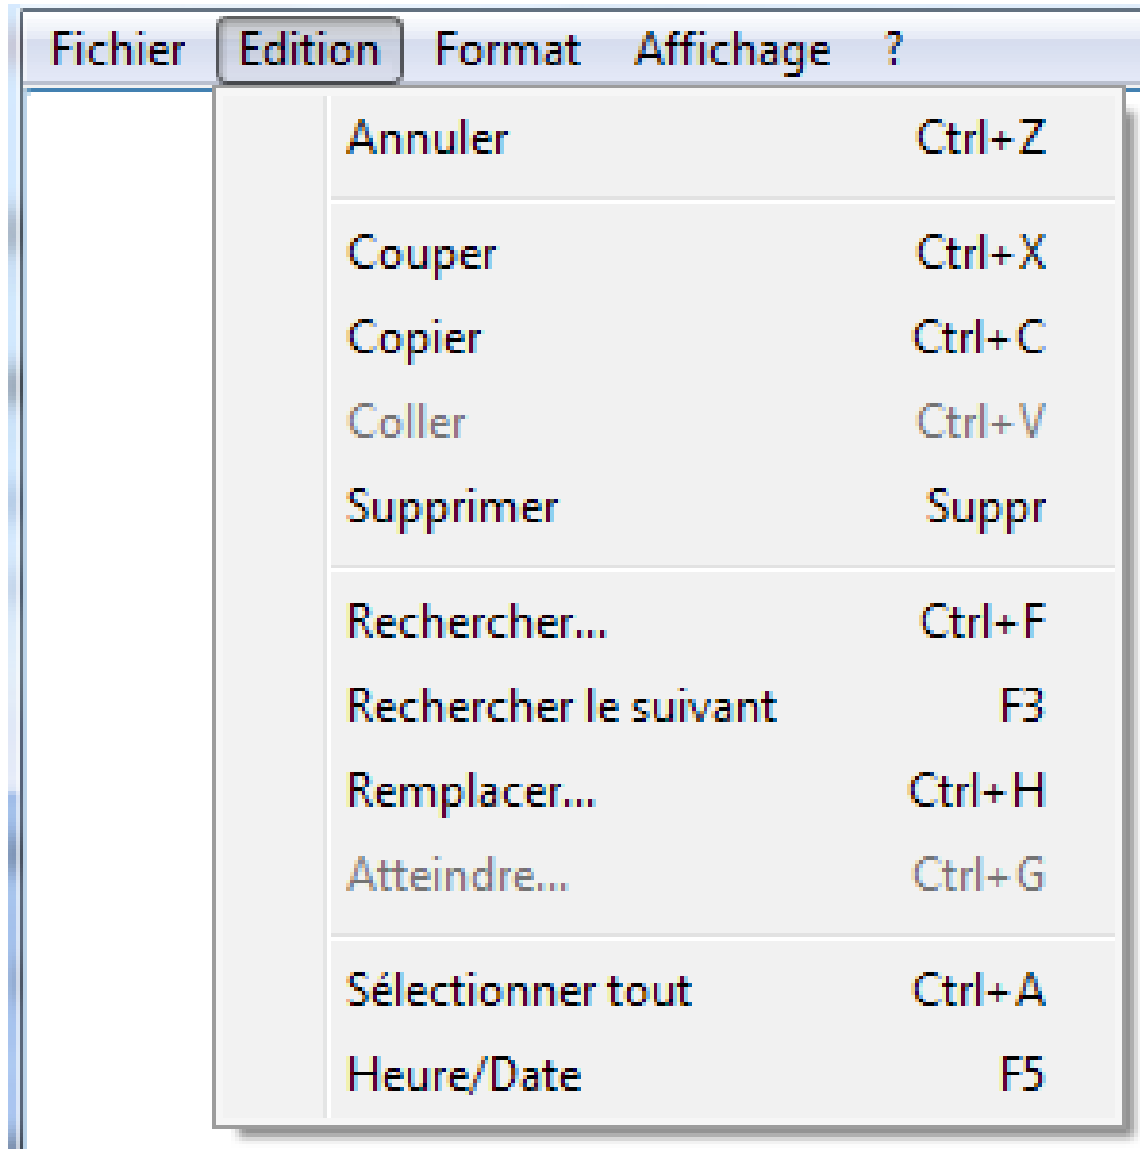 Fichier Edition Format Affichage ?
Annuler Ctrl+Z
Couper Ctrl+X
Copier Ctrl+C
Coller Ctrl+V
Supprimer Suppr
Rechercher... Ctrl+F
Rechercher le suivant F3
Remplacer... Ctrl+H
Atteindre... Ctrl+G
Sélectionner tout Ctrl+A
Heure/Date F5